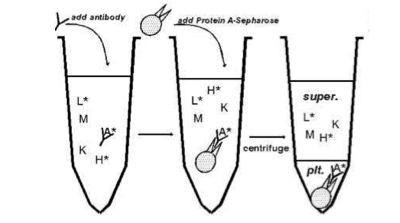 add antibody
add Protein A-Sepharose
L*
M
A*
K
H*
H*
L*
K
M
A*
centrifuge
super.
L*
K
M
H*
plt.
A*